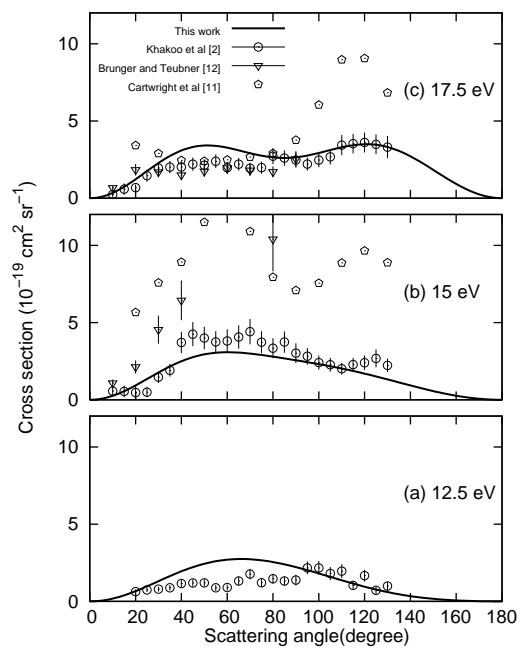 This work
Khakoo et al [2]
Brunger and Teubner [12]
Cartwright et al [11]
10
5
0
(c) 17.5 eV
10
5
0
(b) 15 eV
10
5
0
(a) 12.5 eV
0 20 40 60 80 100 120 140 160 180
Scattering angle(degree)
Cross section (10⁻¹⁹ cm² sr⁻¹)